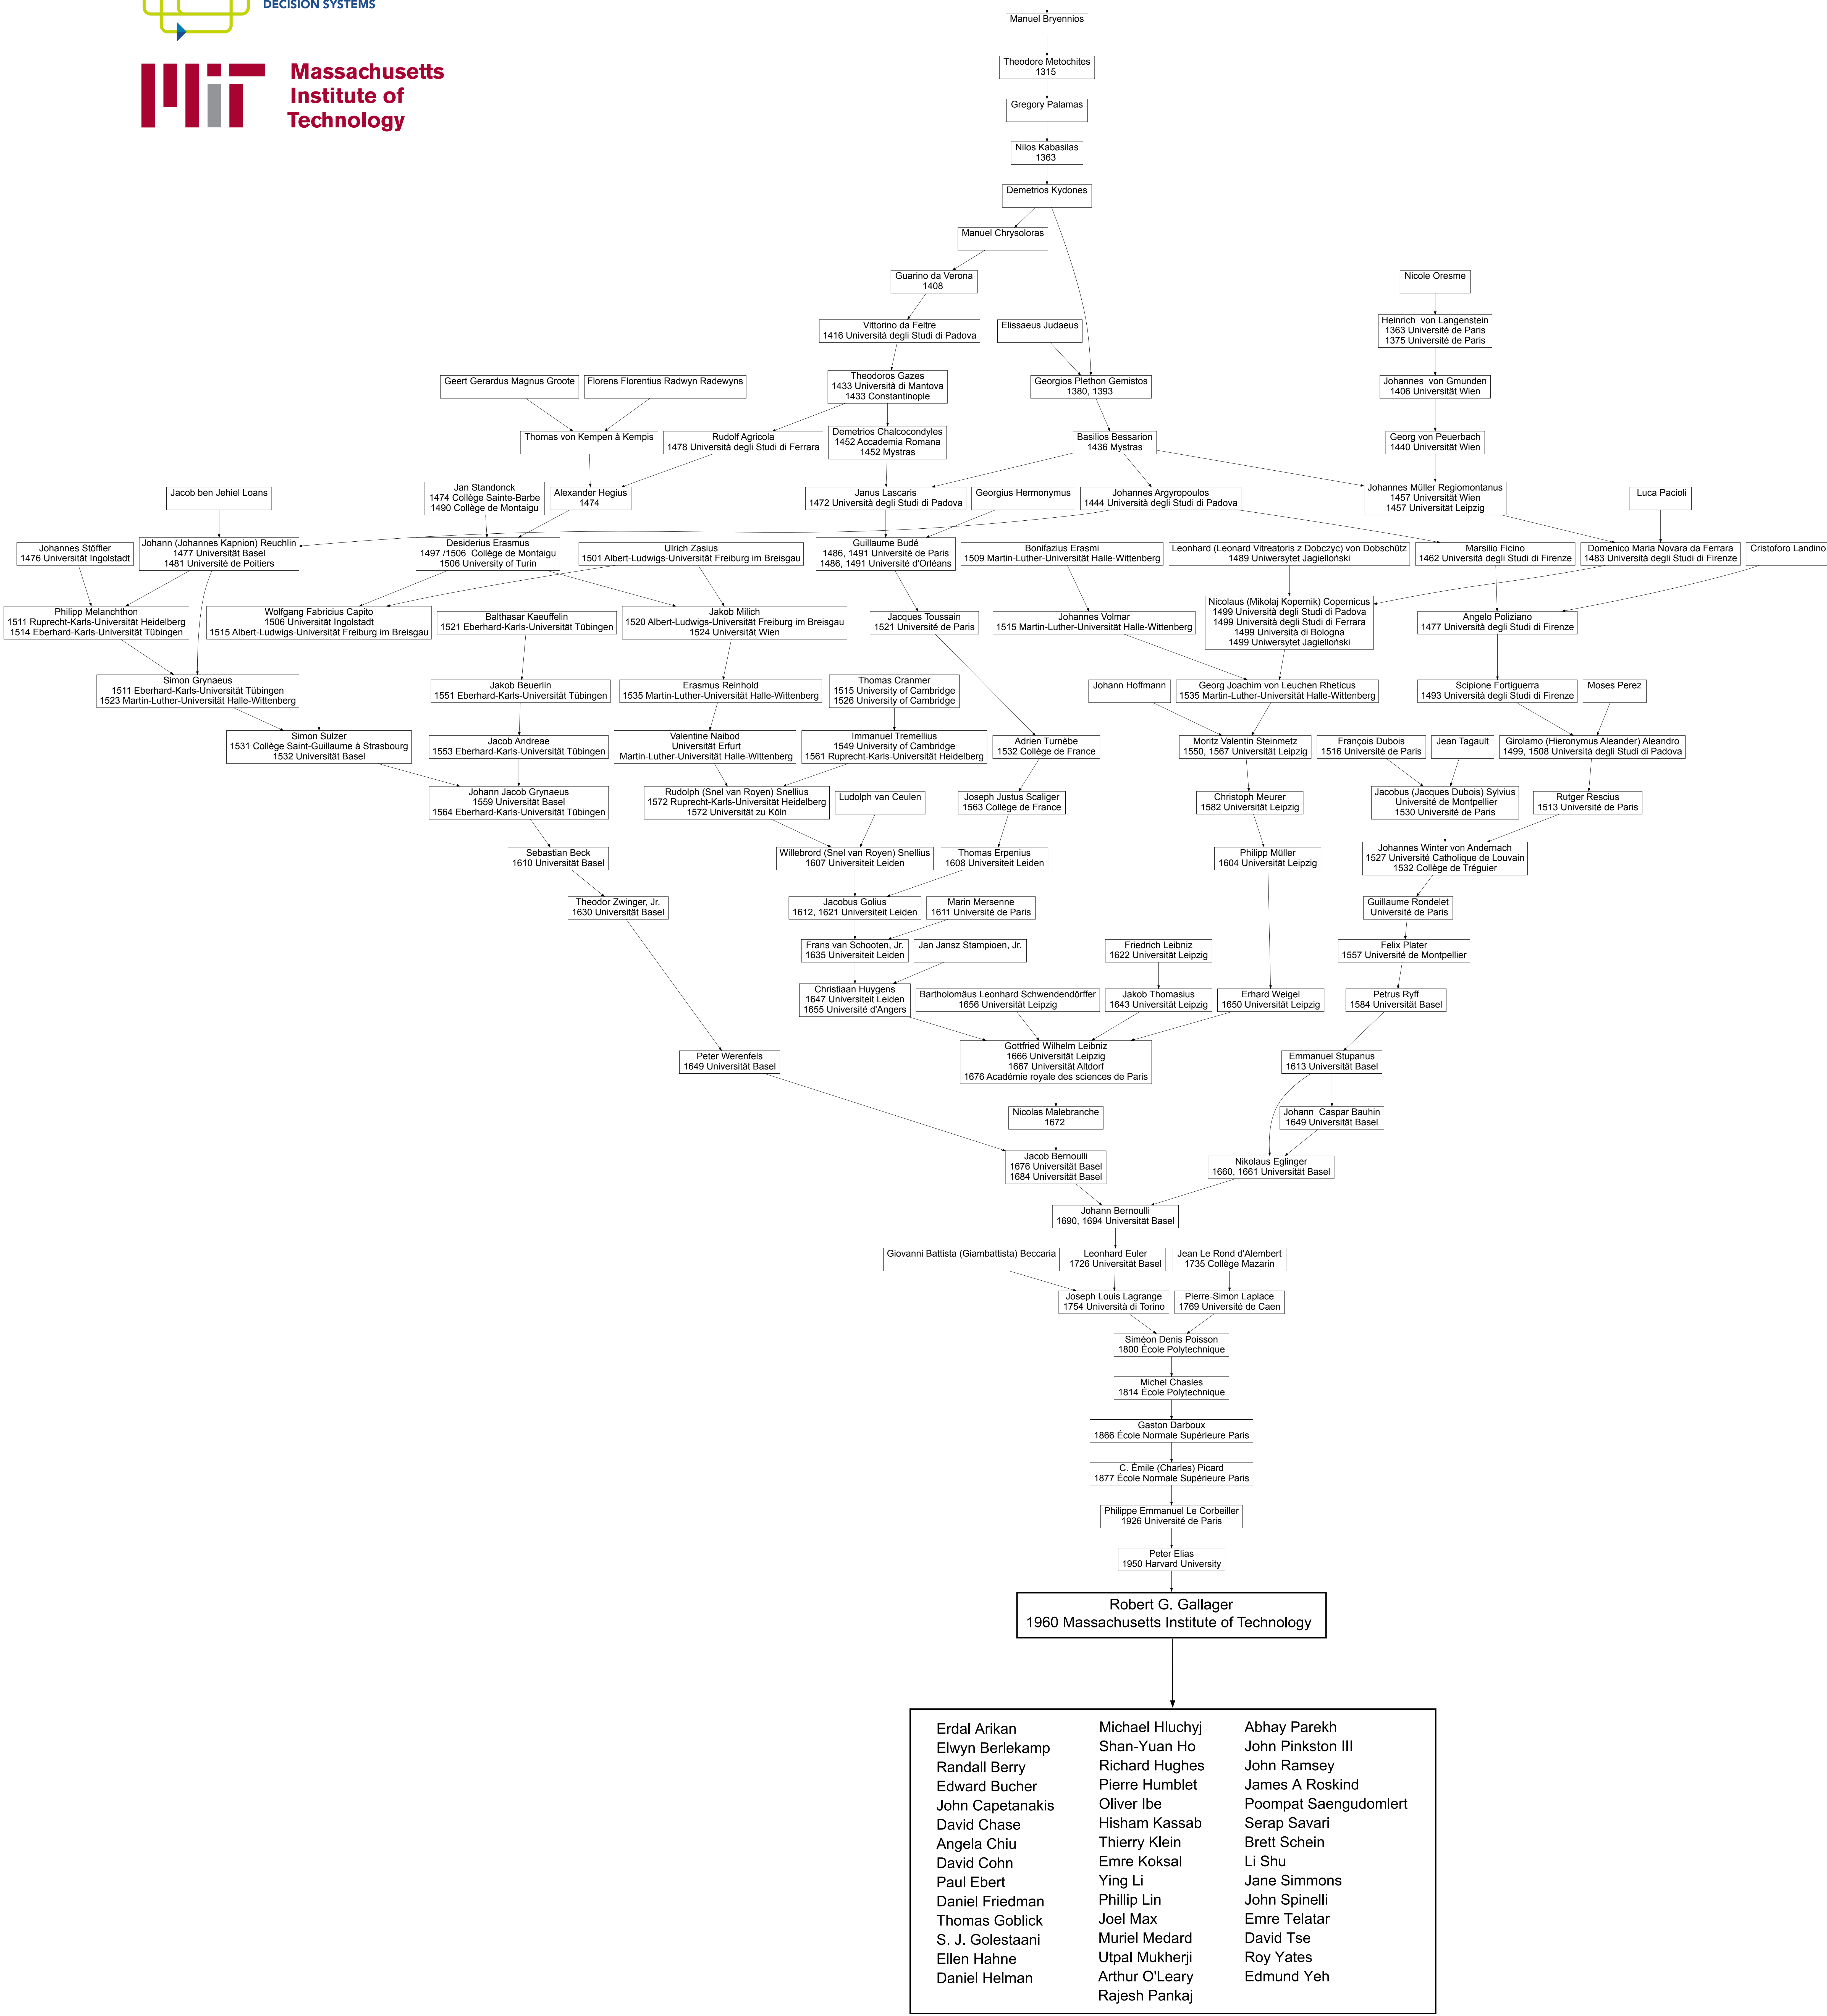 DECISION SYSTEMS
Massachusetts
Institute of
Technology
Manuel Bryennios
Theodore Metochites
1315
Gregory Palamas
Nilos Kabasilas
1363
Demetrios Kydones
Manuel Chrysoloras
Guarino da Verona
1408
Nicole Oresme
Vittorino da Feltre
1416 Università degli Studi di Padova
Elissaeus Judaeus
Heinrich von Langenstein
1363 Université de Paris
1375 Université de Paris
Geert Gerardus Magnus Groote
Florens Florentius Radwyn Radewyns
Theodoros Gazes
1433 Università di Mantova
1433 Constantinople
Georgios Plethon Gemistos
1380, 1393
Johannes von Gmunden
1406 Universität Wien
Thomas von Kempen à Kempis
Rudolf Agricola
1478 Università degli Studi di Ferrara
Demetrios Chalcocondyles
1452 Accademia Romana
1452 Mystras
Basilios Bessarion
1436 Mystras
Georg von Peuerbach
1440 Universität Wien
Jacob ben Jehiel Loans
Jan Standonck
1474 Collège Sainte-Barbe
1490 Collège de Montaigu
Alexander Hegius
1474
Janus Lascaris
1472 Università degli Studi di Padova
Georgius Hermonymus
Johannes Argyropoulos
1444 Università degli Studi di Padova
Johannes Müller Regiomontanus
1457 Universität Wien
1457 Universität Leipzig
Luca Pacioli
Johannes Stöffler
1476 Universität Ingolstadt
Johann (Johannes Kapnion) Reuchlin
1477 Universität Basel
1481 Université de Poitiers
Desiderius Erasmus
1497 /1506 Collège de Montaigu
1506 University of Turin
Ulrich Zasius
1501 Albert-Ludwigs-Universität Freiburg im Breisgau
Guillaume Budé
1486, 1491 Université de Paris
1486, 1491 Université d'Orléans
Bonifazius Erasmi
1509 Martin-Luther-Universität Halle-Wittenberg
Leonhard (Leonard Vitreatoris z Dobczyc) von Dobschütz
1489 Uniwersytet Jagielloński
Marsilio Ficino
1462 Università degli Studi di Firenze
Domenico Maria Novara da Ferrara
1483 Università degli Studi di Firenze
Cristoforo Landino
Philipp Melanchthon
1511 Ruprecht-Karls-Universität Heidelberg
1514 Eberhard-Karls-Universität Tübingen
Wolfgang Fabricius Capito
1506 Universität Ingolstadt
1515 Albert-Ludwigs-Universität Freiburg im Breisgau
Balthasar Kaeuffelin
1521 Eberhard-Karls-Universität Tübingen
Jakob Milich
1520 Albert-Ludwigs-Universität Freiburg im Breisgau
1524 Universität Wien
Jacques Toussain
1521 Université de Paris
Johannes Volmar
1515 Martin-Luther-Universität Halle-Wittenberg
Nicolaus (Mikołaj Kopernik) Copernicus
1499 Università degli Studi di Padova
1499 Università degli Studi di Ferrara
1499 Università di Bologna
1499 Uniwersytet Jagielloński
Angelo Poliziano
1477 Università degli Studi di Firenze
Simon Grynaeus
1511 Eberhard-Karls-Universität Tübingen
1523 Martin-Luther-Universität Halle-Wittenberg
Jakob Beuerlin
1551 Eberhard-Karls-Universität Tübingen
Erasmus Reinhold
1535 Martin-Luther-Universität Halle-Wittenberg
Thomas Cranmer
1515 University of Cambridge
1526 University of Cambridge
Johann Hoffmann
Georg Joachim von Leuchen Rheticus
1535 Martin-Luther-Universität Halle-Wittenberg
Scipione Fortiguerra
1493 Università degli Studi di Firenze
Moses Perez
Simon Sulzer
1531 Collège Saint-Guillaume à Strasbourg
1532 Universität Basel
Jacob Andreae
1553 Eberhard-Karls-Universität Tübingen
Valentine Naibod
Universität Erfurt
Martin-Luther-Universität Halle-Wittenberg
Immanuel Tremellius
1549 University of Cambridge
1561 Ruprecht-Karls-Universität Heidelberg
Adrien Turnèbe
1532 Collège de France
Moritz Valentin Steinmetz
1550, 1567 Universität Leipzig
François Dubois
1516 Université de Paris
Jean Tagault
Girolamo (Hieronymus Aleander) Aleandro
1499, 1508 Università degli Studi di Padova
Johann Jacob Grynaeus
1559 Universität Basel
1564 Eberhard-Karls-Universität Tübingen
Rudolph (Snel van Royen) Snellius
1572 Ruprecht-Karls-Universität Heidelberg
1572 Universität zu Köln
Ludolph van Ceulen
Joseph Justus Scaliger
1563 Collège de France
Christoph Meurer
1582 Universität Leipzig
Jacobus (Jacques Dubois) Sylvius
Université de Montpellier
1530 Université de Paris
Rutger Rescius
1513 Université de Paris
Sebastian Beck
1610 Universität Basel
Willebrord (Snel van Royen) Snellius
1607 Universiteit Leiden
Thomas Erpenius
1608 Universiteit Leiden
Philipp Müller
1604 Universität Leipzig
Johannes Winter von Andernach
1527 Université Catholique de Louvain
1532 Collège de Tréguier
Theodor Zwinger, Jr.
1630 Universität Basel
Jacobus Golius
1612, 1621 Universiteit Leiden
Marin Mersenne
1611 Université de Paris
Guillaume Rondelet
Université de Paris
Frans van Schooten, Jr.
1635 Universiteit Leiden
Jan Jansz Stampioen, Jr.
Friedrich Leibniz
1622 Universität Leipzig
Felix Plater
1557 Université de Montpellier
Christiaan Huygens
1647 Universiteit Leiden
1655 Université d'Angers
Bartholomäus Leonhard Schwendendörffer
1656 Universität Leipzig
Jakob Thomasius
1643 Universität Leipzig
Erhard Weigel
1650 Universität Leipzig
Petrus Ryff
1584 Universität Basel
Peter Werenfels
1649 Universität Basel
Gottfried Wilhelm Leibniz
1666 Universität Leipzig
1667 Universität Altdorf
1676 Académie royale des sciences de Paris
Emmanuel Stupanus
1613 Universität Basel
Nicolas Malebranche
1672
Johann Caspar Bauhin
1649 Universität Basel
Jacob Bernoulli
1676 Universität Basel
1684 Universität Basel
Nikolaus Eglinger
1660, 1661 Universität Basel
Johann Bernoulli
1690, 1694 Universität Basel
Giovanni Battista (Giambattista) Beccaria
Leonhard Euler
1726 Universität Basel
Jean Le Rond d'Alembert
1735 Collège Mazarin
Joseph Louis Lagrange
1754 Università di Torino
Pierre-Simon Laplace
1769 Université de Caen
Siméon Denis Poisson
1800 École Polytechnique
Michel Chasles
1814 École Polytechnique
Gaston Darboux
1866 École Normale Supérieure Paris
C. Émile (Charles) Picard
1877 École Normale Supérieure Paris
Philippe Emmanuel Le Corbeiller
1926 Université de Paris
Peter Elias
1950 Harvard University
Robert G. Gallager
1960 Massachusetts Institute of Technology
Erdal Arikan
Elwyn Berlekamp
Randall Berry
Edward Bucher
John Capetanakis
David Chase
Angela Chiu
David Cohn
Paul Ebert
Daniel Friedman
Thomas Goblick
S. J. Golestaani
Ellen Hahne
Daniel Helman
Michael Hluchyj
Shan-Yuan Ho
Richard Hughes
Pierre Humblet
Oliver Ibe
Hisham Kassab
Thierry Klein
Emre Koksal
Ying Li
Phillip Lin
Joel Max
Muriel Medard
Utpal Mukherji
Arthur O'Leary
Rajesh Pankaj
Abhay Parekh
John Pinkston III
John Ramsey
James A Roskind
Poompat Saengudomlert
Serap Savari
Brett Schein
Li Shu
Jane Simmons
John Spinelli
Emre Telatar
David Tse
Roy Yates
Edmund Yeh